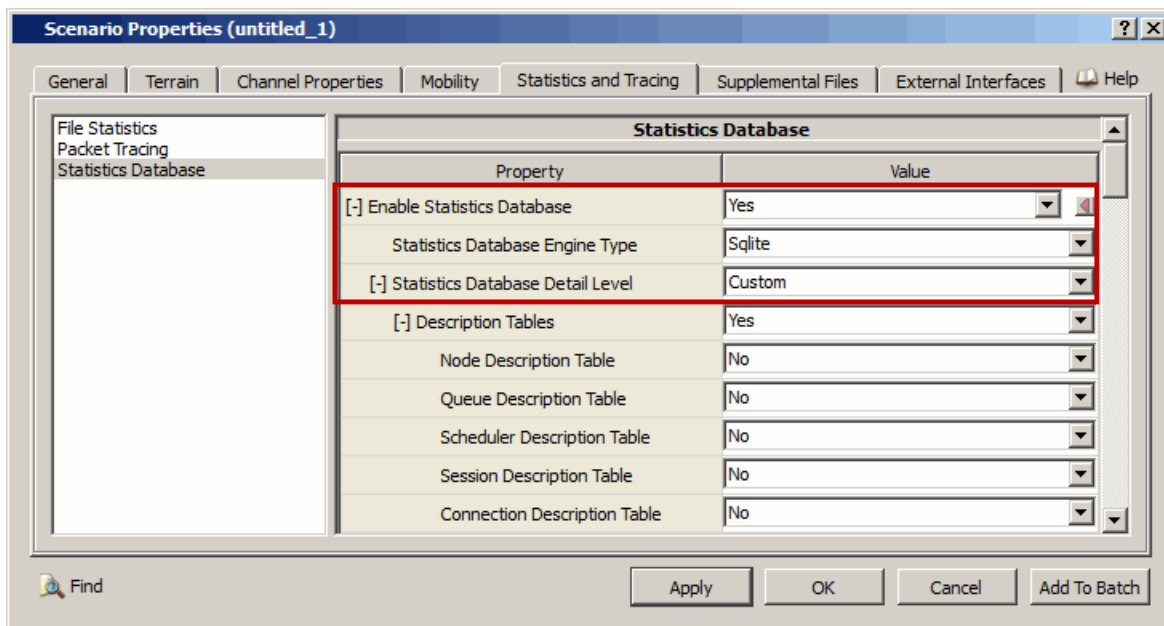 Scenario Properties (untitled_1)
General Terrain Channel Properties Mobility Statistics and Tracing Supplemental Files External Interfaces Help
File Statistics
Packet Tracing
Statistics Database
Statistics Database
Property Value
[-] Enable Statistics Database Yes
Statistics Database Engine Type Sqlite
[-] Statistics Database Detail Level Custom
[-] Description Tables Yes
Node Description Table No
Queue Description Table No
Scheduler Description Table No
Session Description Table No
Connection Description Table No
Find Apply OK Cancel Add To Batch